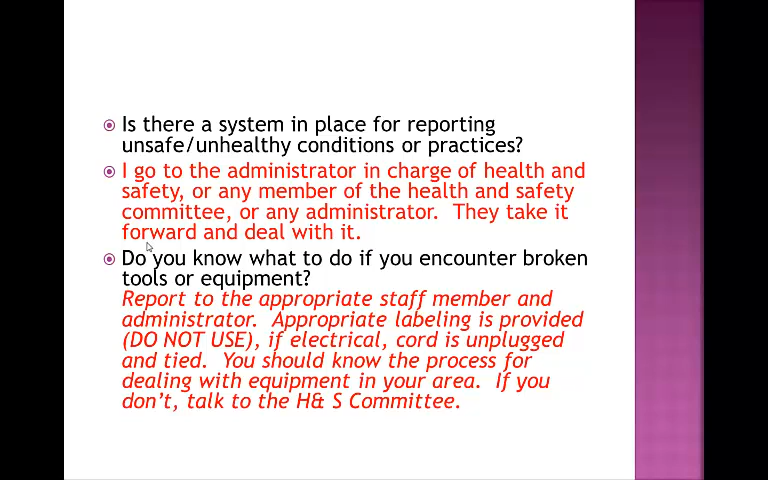 Is there a system in place for reporting
unsafe/unhealthy conditions or practices?
I go to the administrator in charge of health and
safety, or any member of the health and safety
committee, or any administrator. They take it
forward and deal with it.
Do you know what to do if you encounter broken
tools or equipment?
Report to the appropriate staff member and
administrator. Appropriate labeling is provided
(DO NOT USE), if electrical, cord is unplugged
and tied. You should know the process for
dealing with equipment in your area. If you
don't, talk to the H& S Committee.